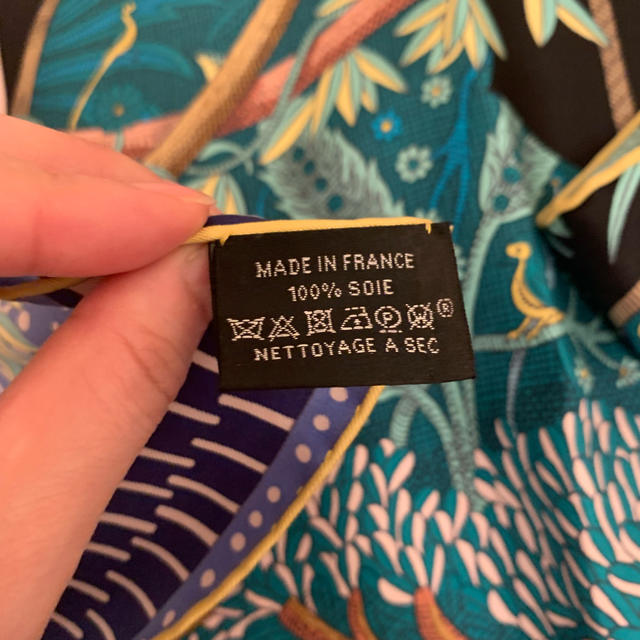 MADE IN FRANCE
100% SOIE
®
NETTOYAGE A SEC